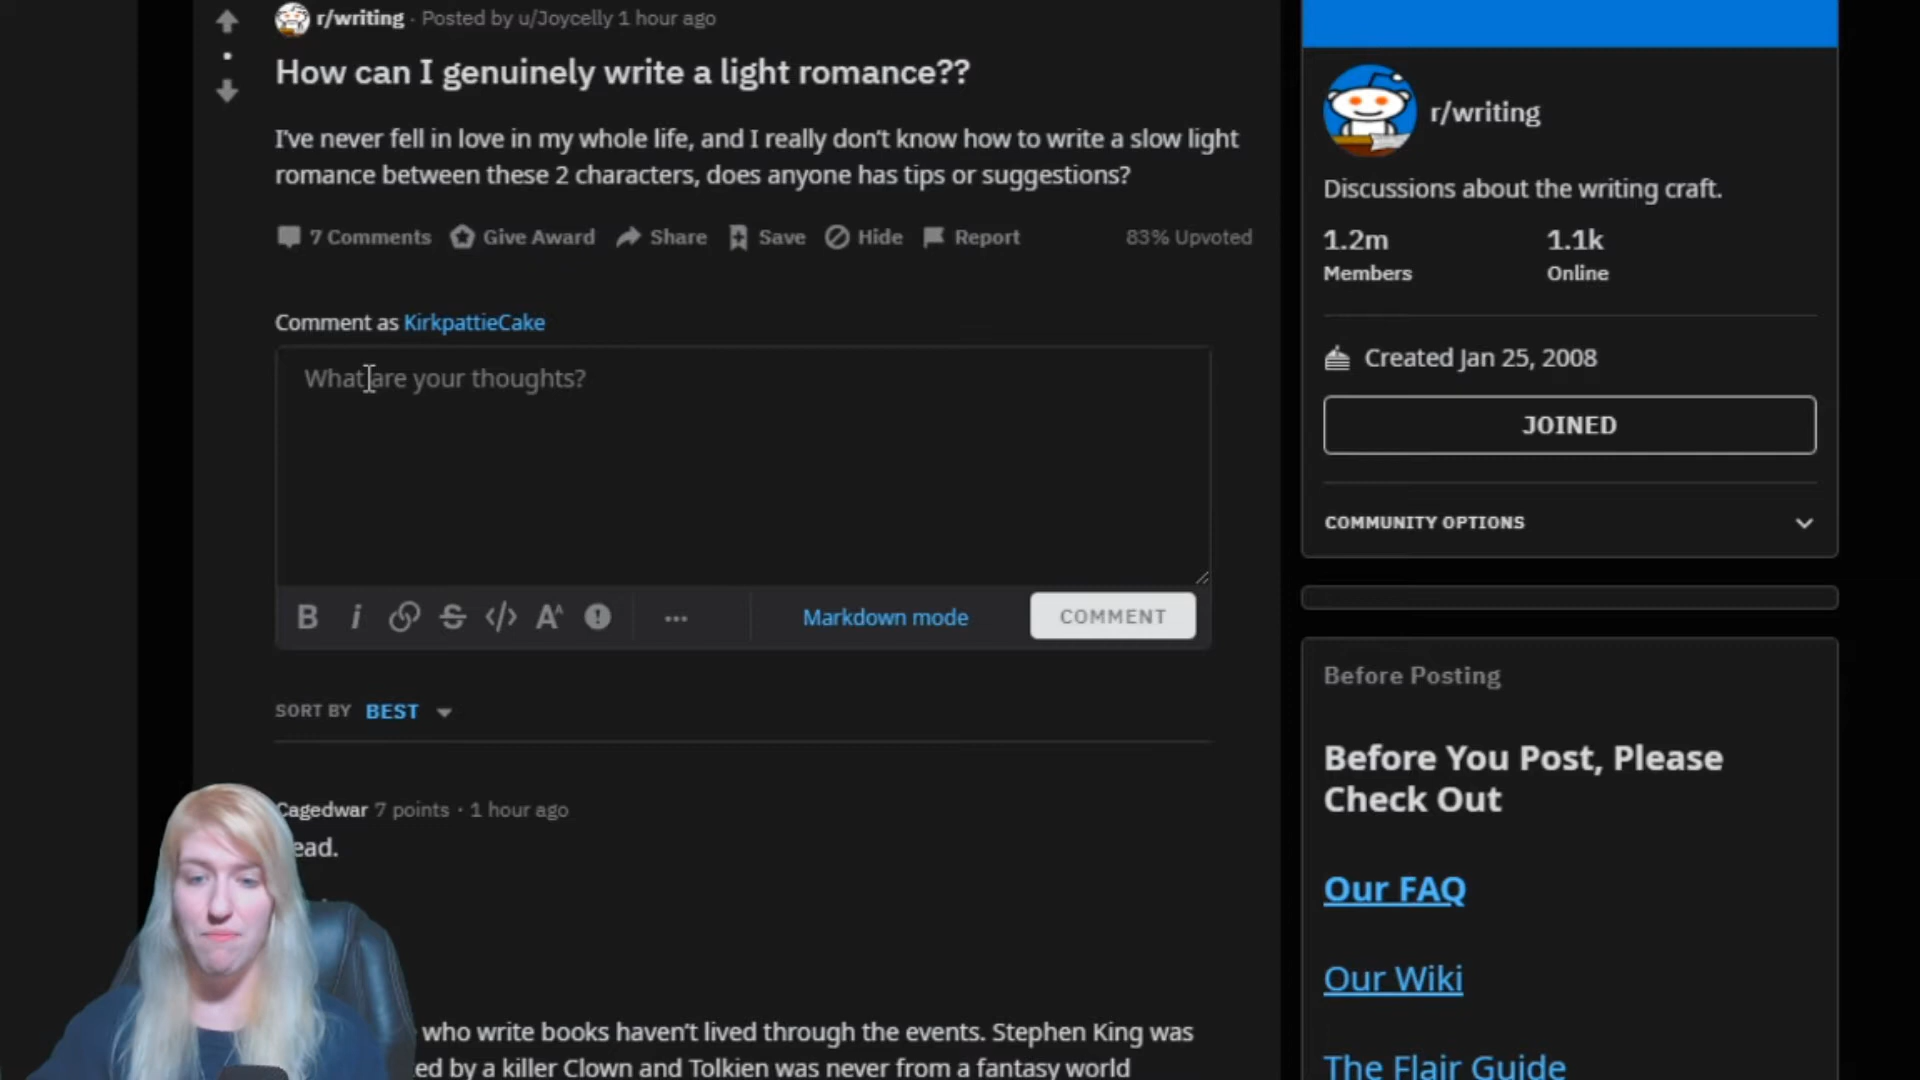 r/writing · Posted by u/Joycelly 1 hour ago
How can I genuinely write a light romance??
I've never fell in love in my whole life, and I really don't know how to write a slow light
romance between these 2 characters, does anyone has tips or suggestions?
7 Comments Give Award Share Save Hide Report 83% Upvoted
Comment as KirkpattieCake
What are your thoughts?
B i S </> A Markdown mode COMMENT
SORT BY BEST
Cagedwar 7 points · 1 hour ago
ead.
who write books haven't lived through the events. Stephen King was
ed by a killer Clown and Tolkien was never from a fantasy world
r/writing
Discussions about the writing craft.
1.2m 1.1k
Members Online
Created Jan 25, 2008
JOINED
COMMUNITY OPTIONS
Before Posting
Before You Post, Please
Check Out
Our FAQ
Our Wiki
The Flair Guide